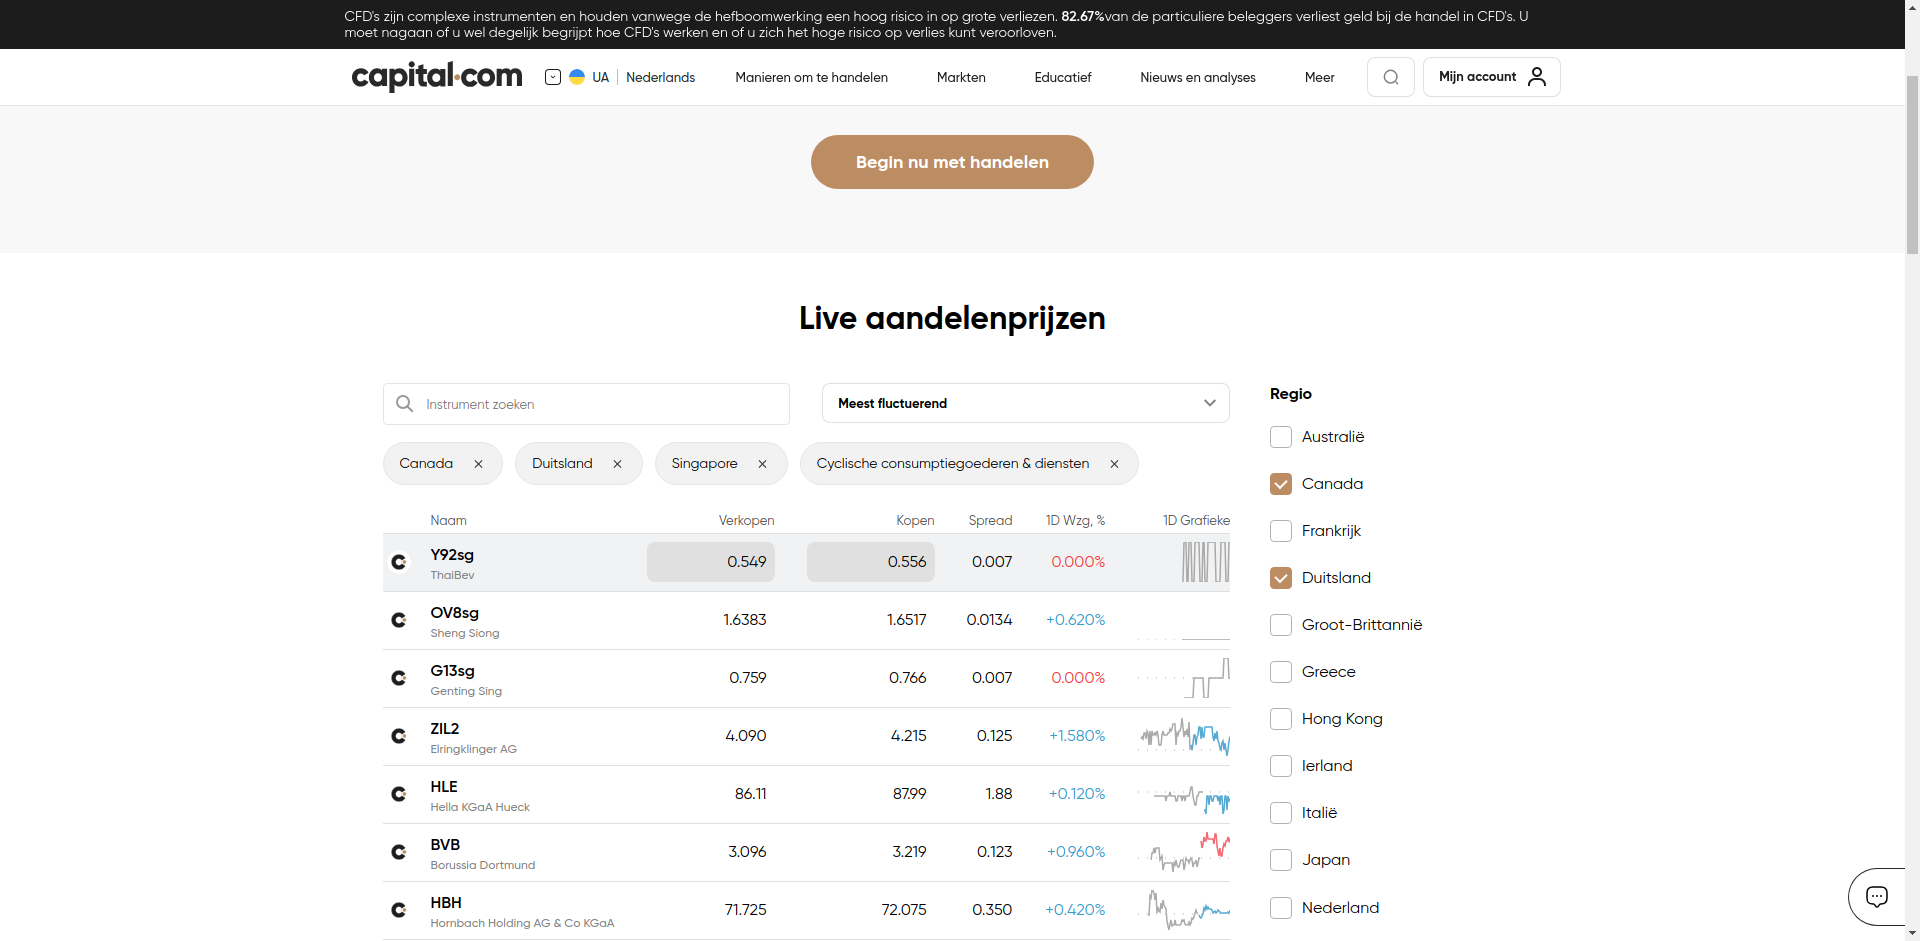 CFD's zijn complexe instrumenten en houden vanwege de hefboomwerking een hoog risico in op grote verliezen. 82.67%van de particuliere beleggers verliest geld bij de handel in CFD's. U
moet nagaan of u wel degelijk begrijpt hoe CFD's werken en of u zich het hoge risico op verlies kunt veroorloven.
capital.com UA Nederlands Manieren om te handelen Markten Educatief Nieuws en analyses Meer Mijn account
Begin nu met handelen
Live aandelenprijzen
Instrument zoeken Meest fluctuerend
Canada Duitsland Singapore Cyclische consumptiegoederen & diensten
Naam Verkopen Kopen Spread 1D Wzg, % 1D Grafieke
Y92sg 0.549 0.556 0.007 0.000%
ThaiBev
OV8sg 1.6383 1.6517 0.0134 +0.620%
Sheng Siong
G13sg 0.759 0.766 0.007 0.000%
Genting Sing
ZIL2 4.090 4.215 0.125 +1.580%
Elringklinger AG
HLE 86.11 87.99 1.88 +0.120%
Hella KGaA Hueck
BVB 3.096 3.219 0.123 +0.960%
Borussia Dortmund
HBH 71.725 72.075 0.350 +0.420%
Hornbach Holding AG & Co KGaA
Regio
Australië
Canada
Frankrijk
Duitsland
Groot-Brittannië
Greece
Hong Kong
Ierland
Italië
Japan
Nederland